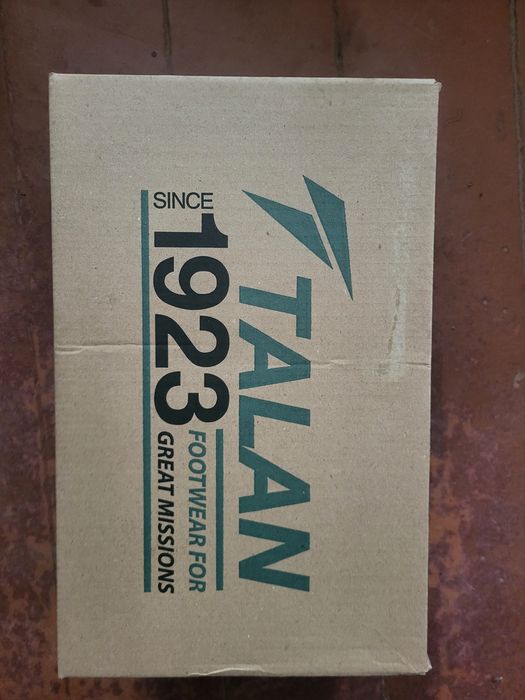 TALAN
SINCE
1923
FOOTWEAR FOR
GREAT MISSIONS